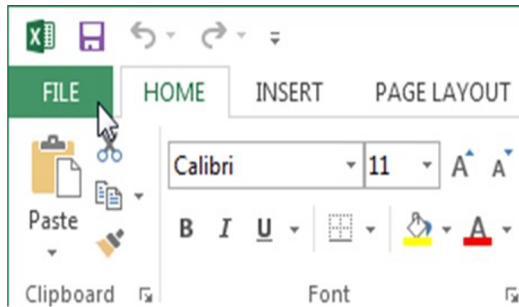 FILE HOME INSERT PAGE LAYOUT
Calibri 11 A A
Paste
B I U A
Clipboard Font